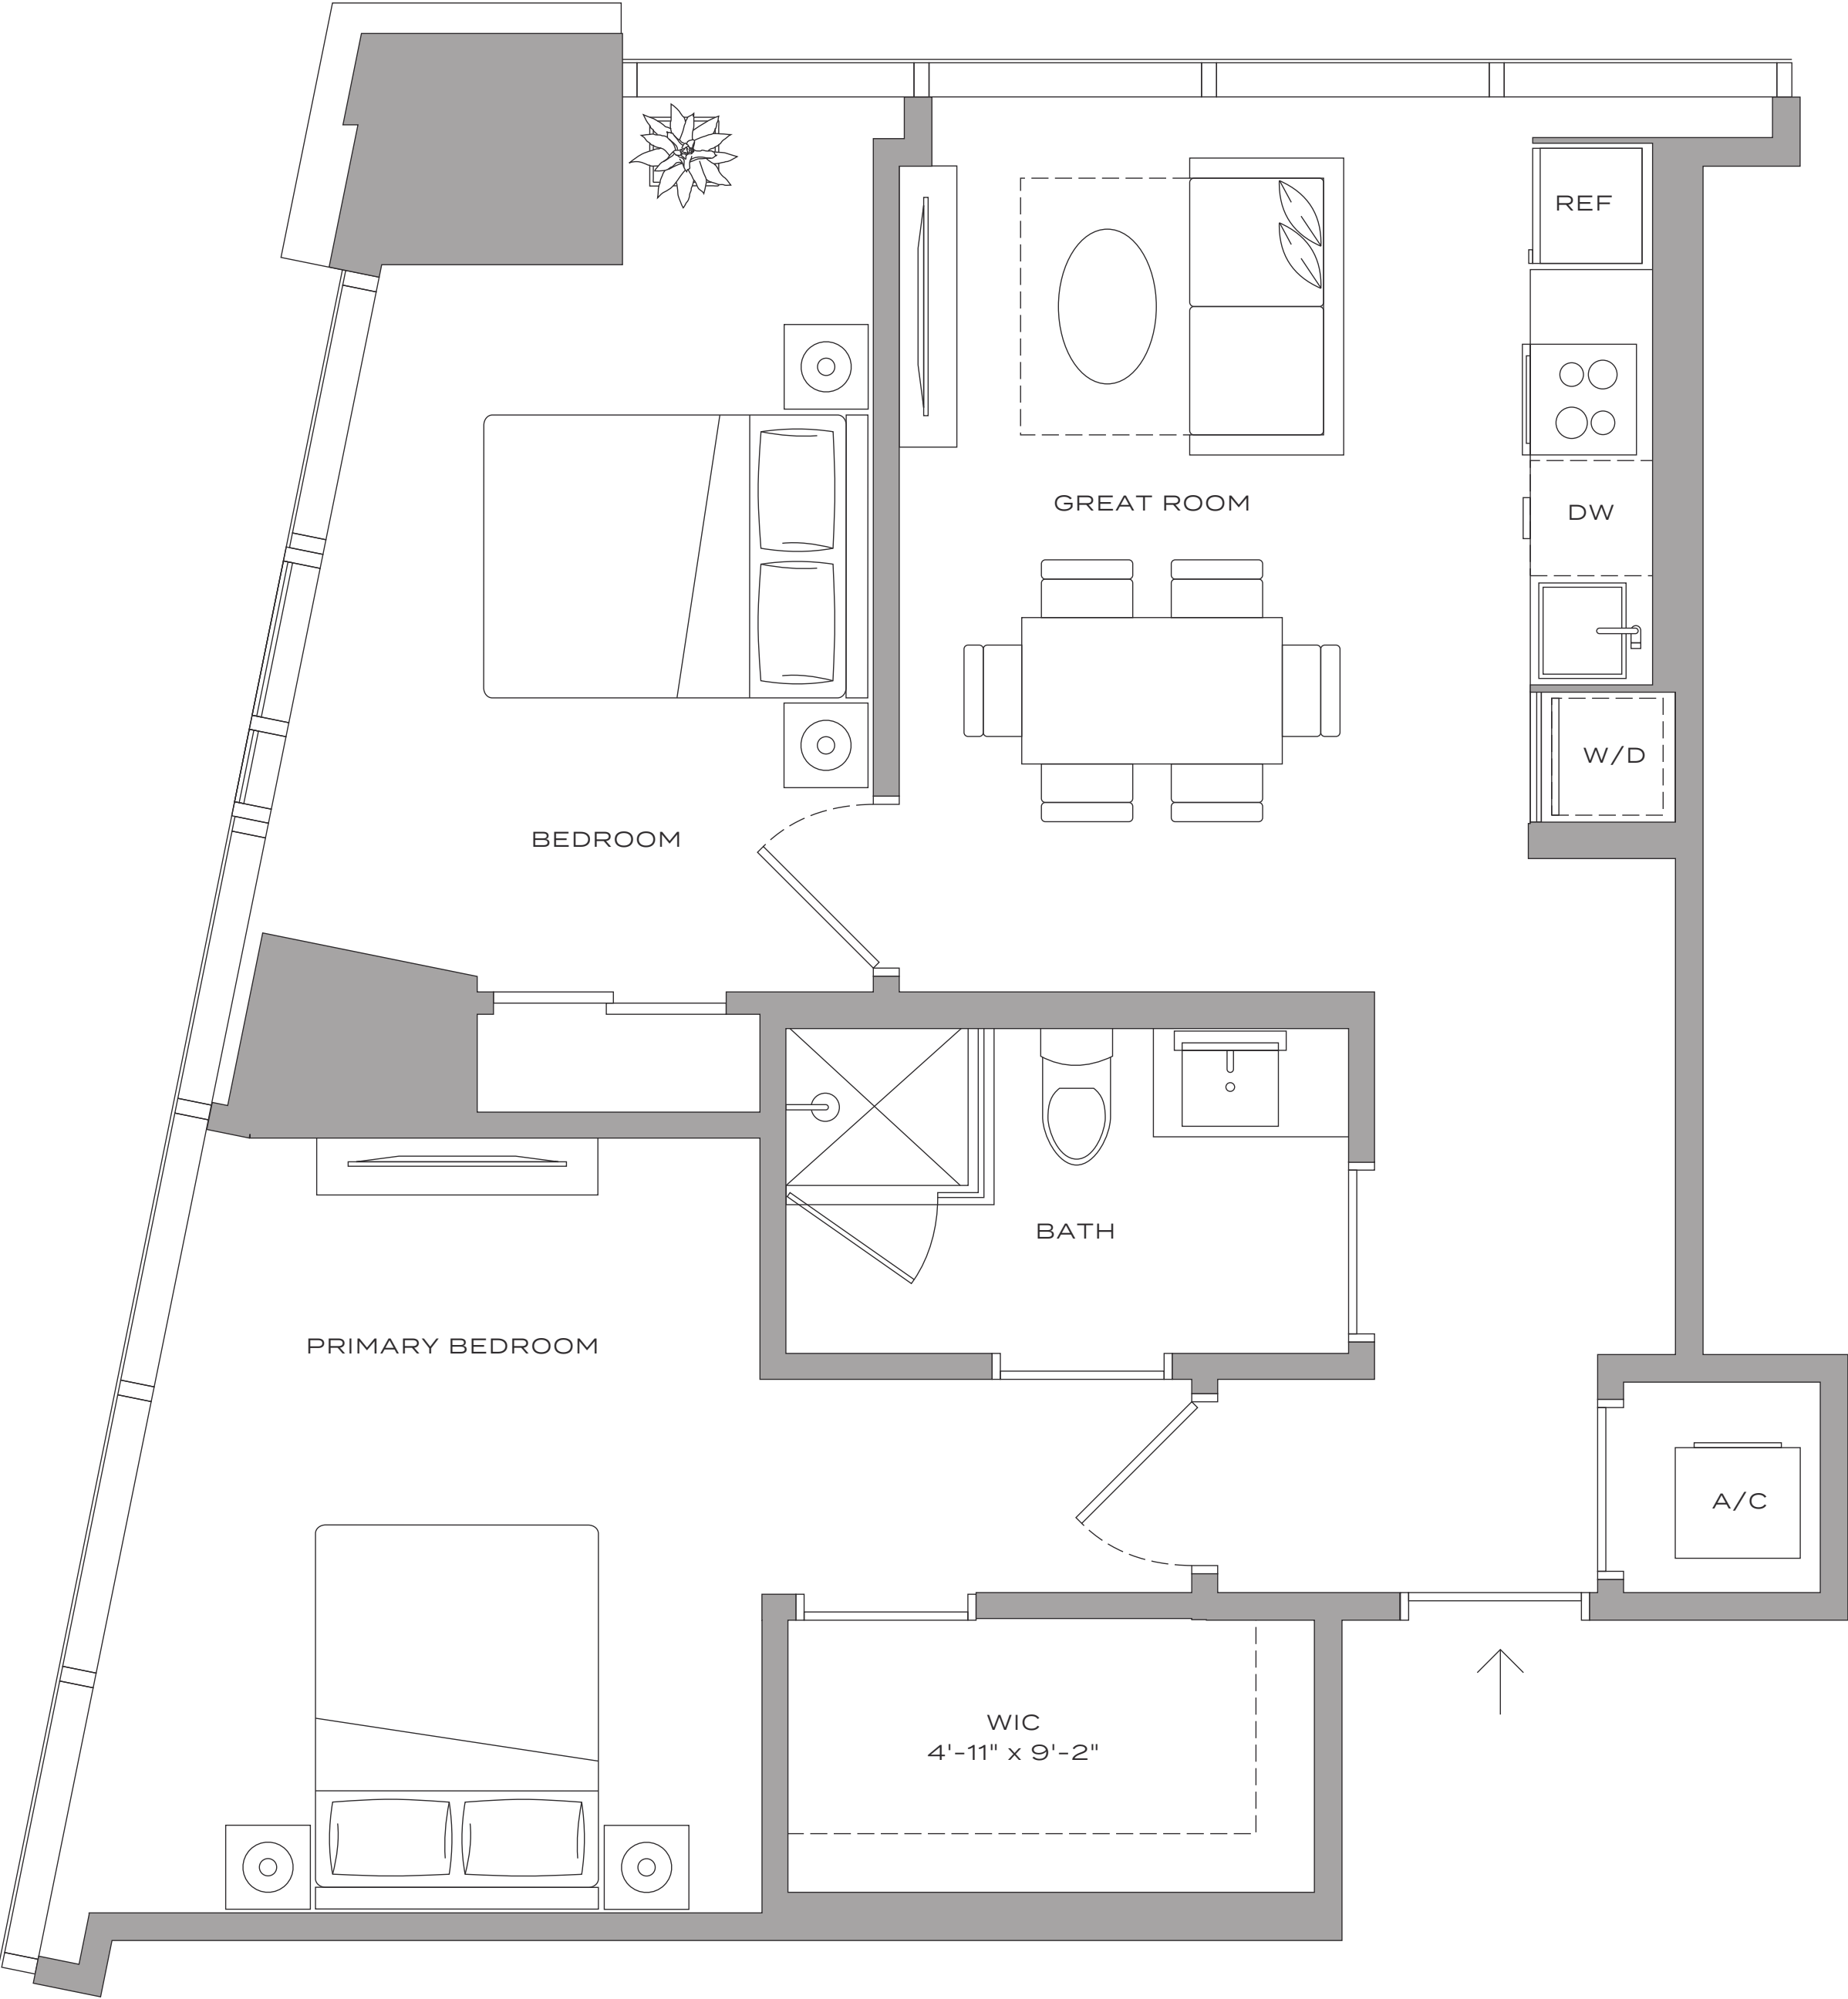 REF
GREAT ROOM
DW
W/D
BEDROOM
BATH
PRIMARY BEDROOM
A/C
WIC
4'-11" x 9'-2"